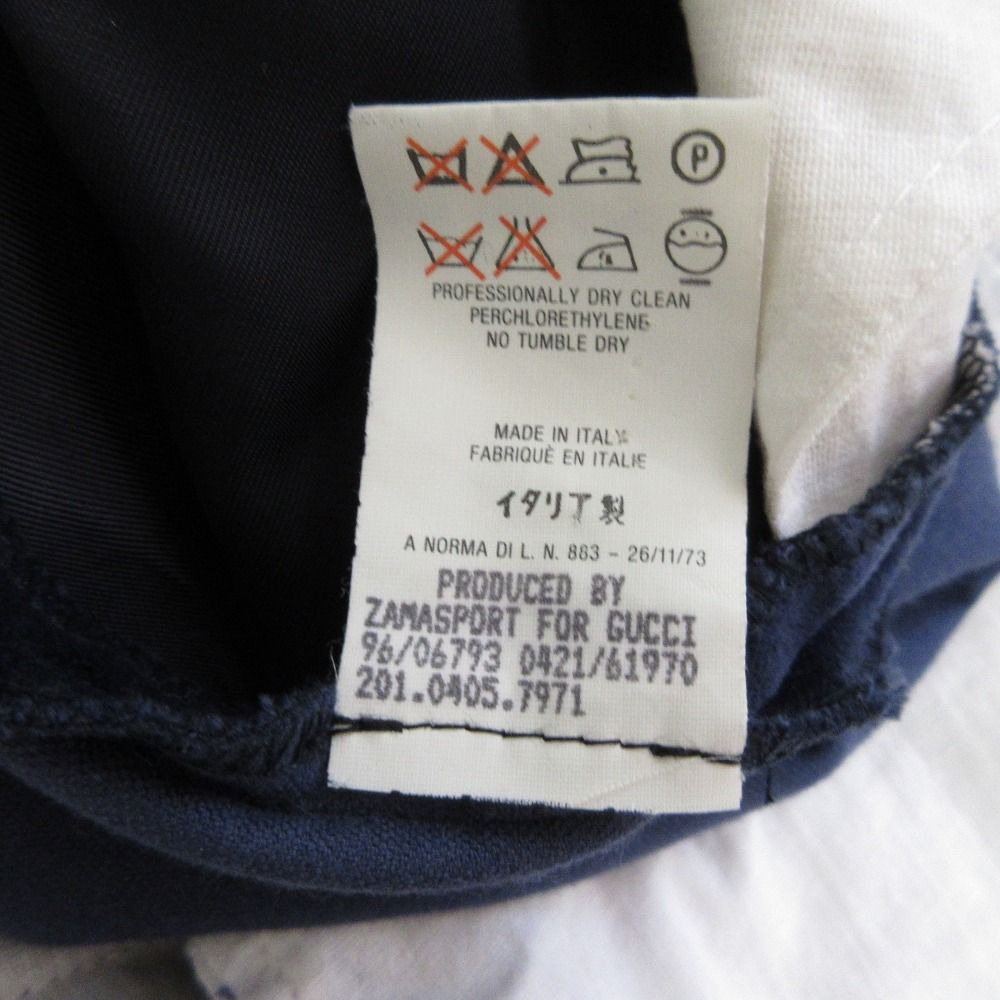 P
PROFESSIONALLY DRY CLEAN
PERCHLORETHYLENE
NO TUMBLE DRY
MADE IN ITALY
FABRIQUÈ EN ITALIE
イタリア製
A NORMA DI L. N. 883 - 26/11/73
PRODUCED BY
ZAMASPORT FOR GUCCI
96/06793 0421/61970
201.0405.7971